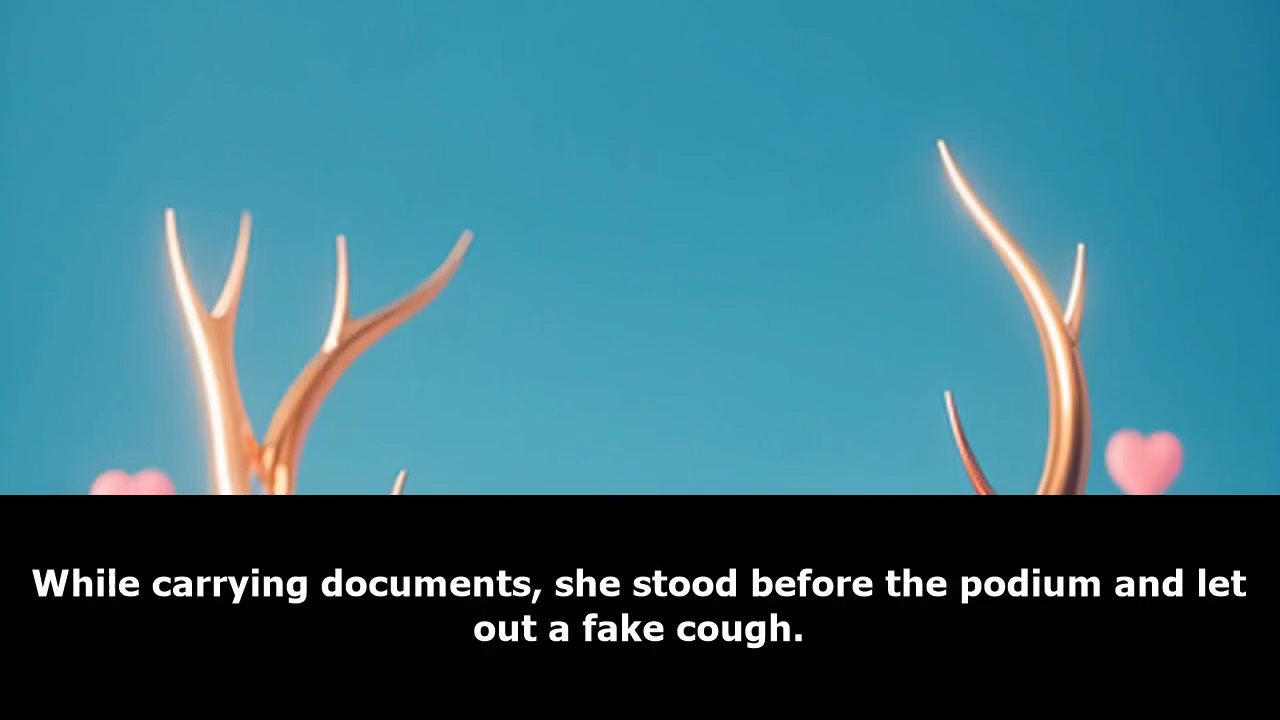 While carrying documents, she stood before the podium and let
out a fake cough.